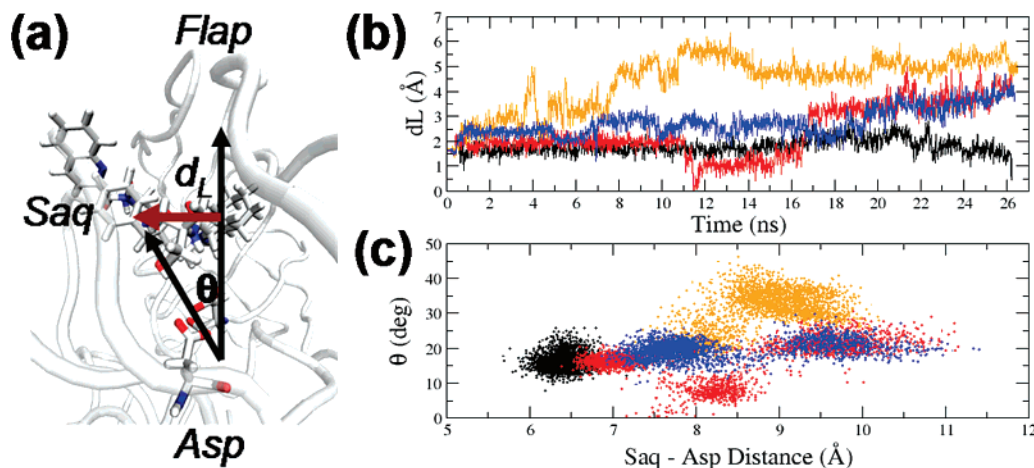 (a)
Flap
d_L
Saq
θ
Asp
(b)
dL (Å)
6
5
4
3
2
1
0
0 2 4 6 8 10 12 14 16 18 20 22 24 26
Time (ns)
(c)
θ (deg)
50
40
30
20
10
0
5 6 7 8 9 10 11 12
Saq - Asp Distance (Å)